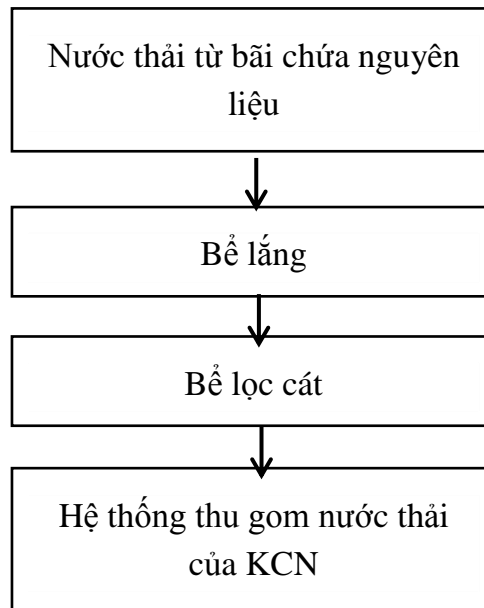 Nước thải từ bãi chứa nguyên
liệu
Bể lắng
Bể lọc cát
Hệ thống thu gom nước thải
của KCN